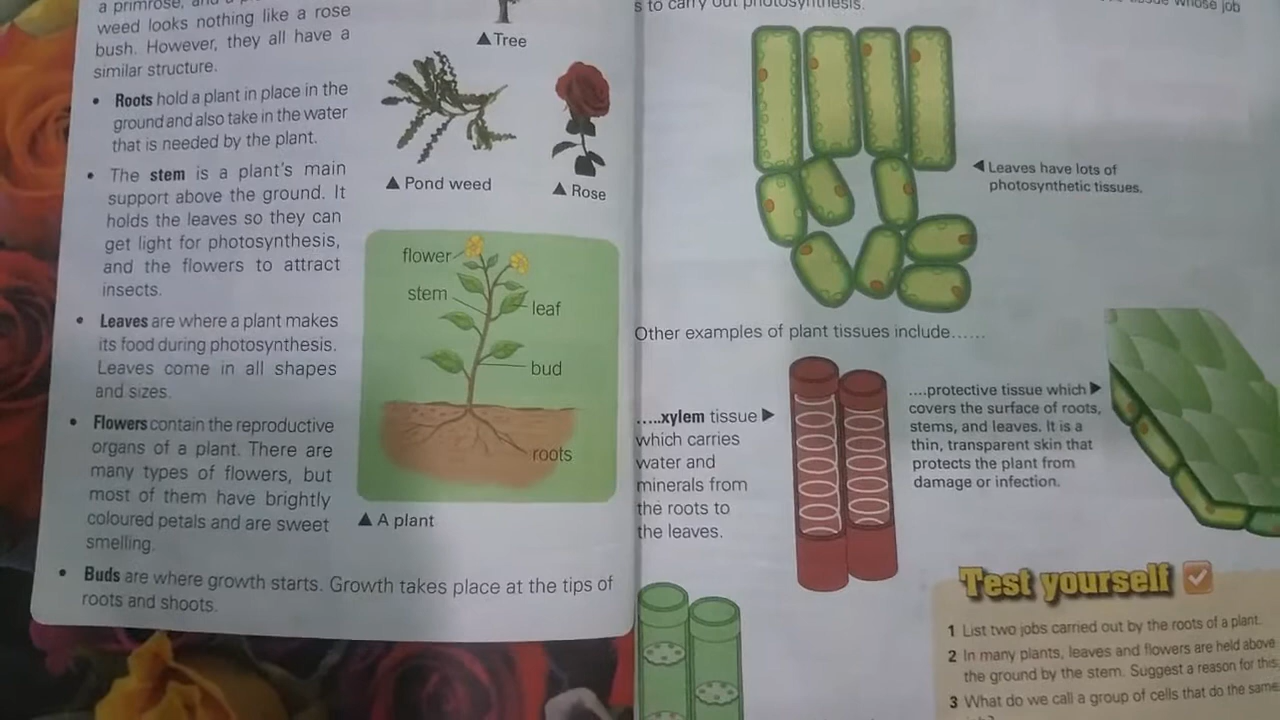 a primrose, and a
weed looks nothing like a rose
bush. However, they all have a
similar structure.
• Roots hold a plant in place in the
ground and also take in the water
that is needed by the plant.
• The stem is a plant's main
support above the ground. It
holds the leaves so they can
get light for photosynthesis,
and the flowers to attract
insects.
• Leaves are where a plant makes
its food during photosynthesis.
Leaves come in all shapes
and sizes.
• Flowers contain the reproductive
organs of a plant. There are
many types of flowers, but
most of them have brightly
coloured petals and are sweet
smelling.
• Buds are where growth starts. Growth takes place at the tips of
roots and shoots.
▲ Tree
▲ Pond weed
▲ Rose
flower
stem
leaf
bud
roots
▲ A plant
s to carry out photosynthesis.
whose job
◀ Leaves have lots of
photosynthetic tissues.
Other examples of plant tissues include......
.....xylem tissue ▶
which carries
water and
minerals from
the roots to
the leaves.
....protective tissue which ▶
covers the surface of roots,
stems, and leaves. It is a
thin, transparent skin that
protects the plant from
damage or infection.
Test yourself
1 List two jobs carried out by the roots of a plant.
2 In many plants, leaves and flowers are held above
the ground by the stem. Suggest a reason for this
3 What do we call a group of cells that do the same